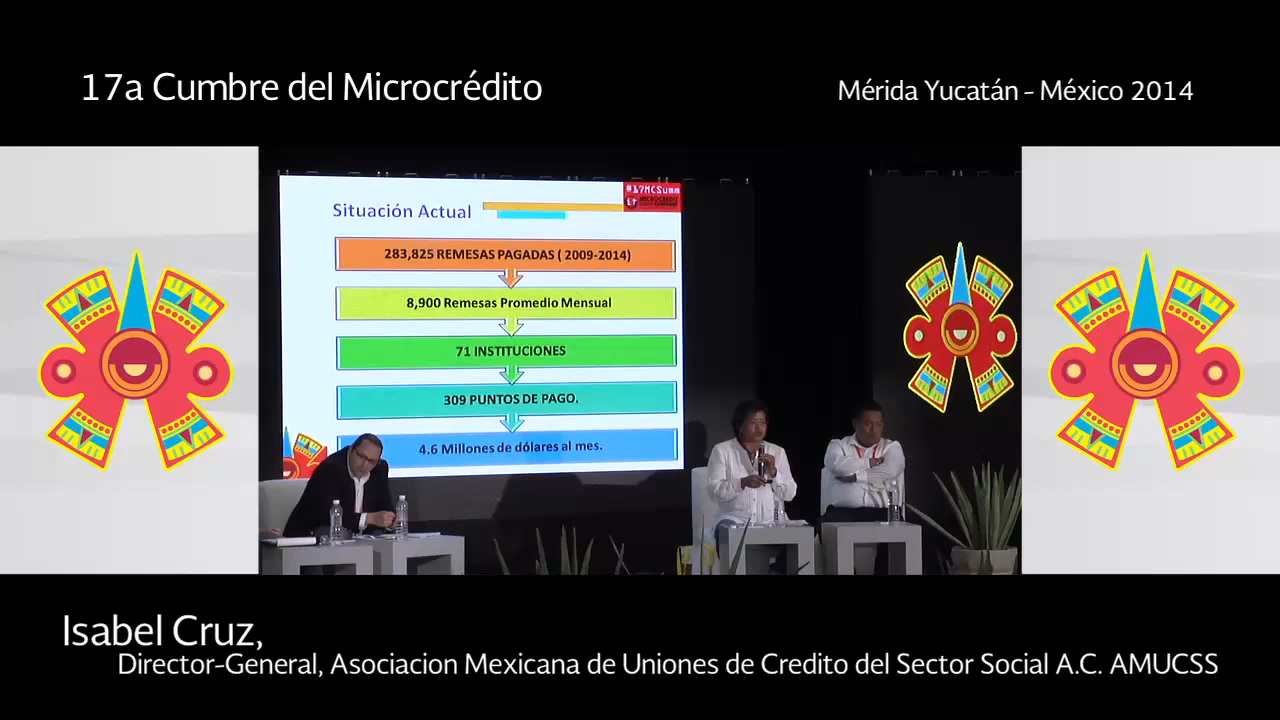 17a Cumbre del Microcrédito
Mérida Yucatán - México 2014
#17MCSumm
MICROCREDIT
Situación Actual
283,825 REMESAS PAGADAS ( 2009-2014)
8,900 Remesas Promedio Mensual
71 INSTITUCIONES
309 PUNTOS DE PAGO.
4.6 Millones de dólares al mes.
Isabel Cruz,
Director-General, Asociacion Mexicana de Uniones de Credito del Sector Social A.C. AMUCSS